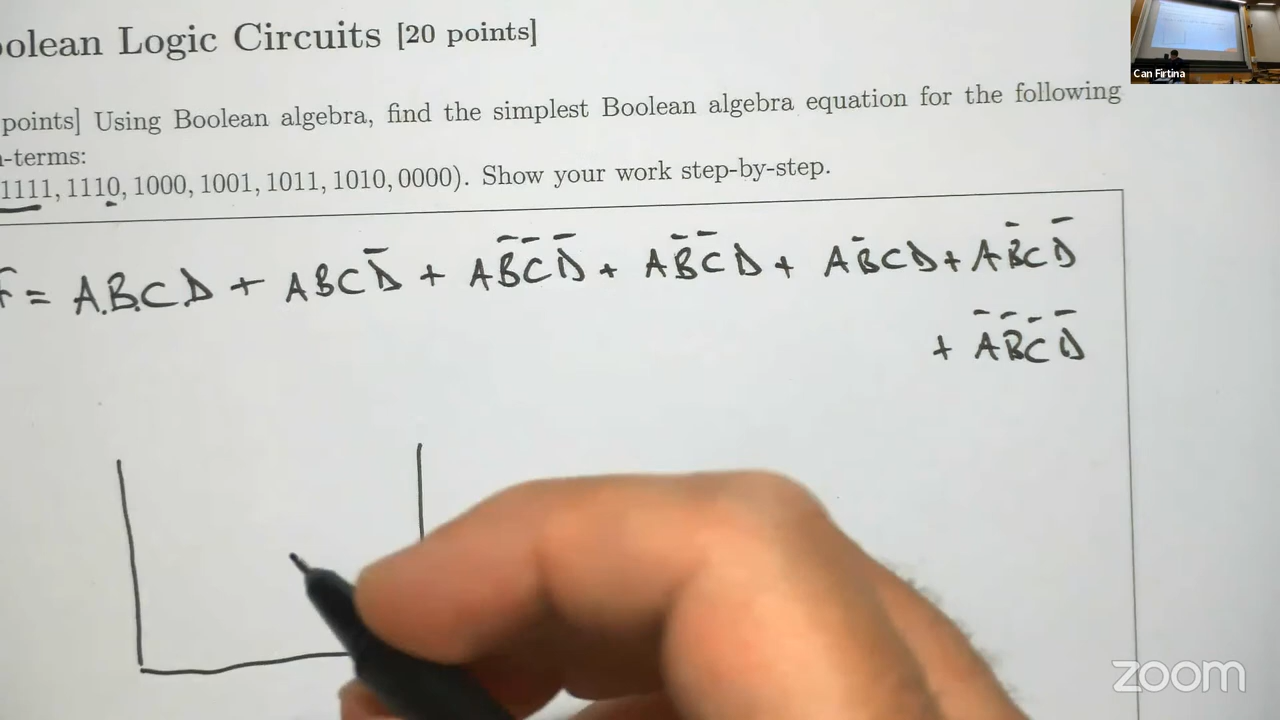 oolean Logic Circuits [20 points]
Can Firtina
points] Using Boolean algebra, find the simplest Boolean algebra equation for the following
-terms:
1111, 1110, 1000, 1001, 1011, 1010, 0000). Show your work step-by-step.
= A.B.C.D + ABCD̅ + AB̅C̅D̅ + AB̅C̅D + AB̅CD + AB̅CD̅
+ A̅B̅C̅D̅
zoom